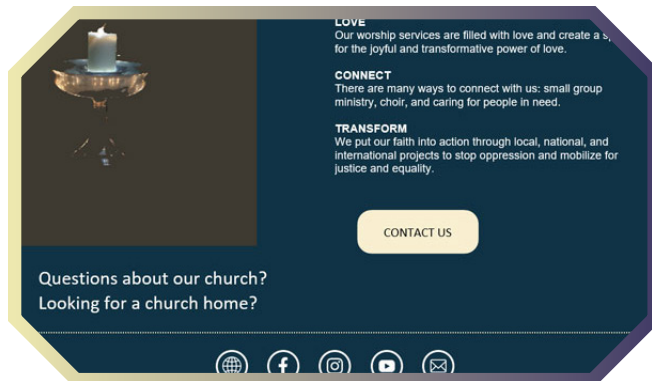 LOVE
Our worship services are filled with love and create a
for the joyful and transformative power of love.
CONNECT
There are many ways to connect with us: small group
ministry, choir, and caring for people in need.
TRANSFORM
We put our faith into action through local, national, and
international projects to stop oppression and mobilize for
justice and equality.
CONTACT US
Questions about our church?
Looking for a church home?